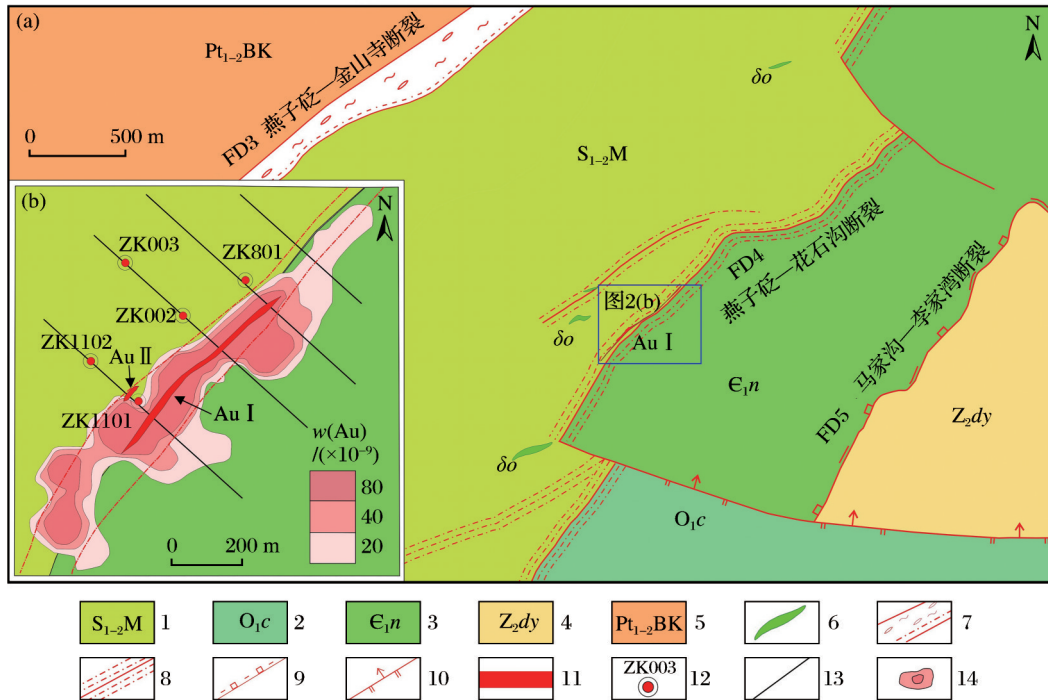 (a)
Pt₁₋₂BK
FD3 燕子砭—金山寺断裂
0 500 m
δo
N
S₁₋₂M
FD4
燕子砭—花石沟断裂
图2(b)
Au Ⅰ
δo
Є₁n
FD5 马家沟—李家湾断裂
Z₂dy
δo
O₁c
(b)
N
ZK003
ZK801
ZK002
ZK1102
Au Ⅱ
ZK1101
Au Ⅰ
w(Au)
/(×10⁻⁹)
80
40
20
0 200 m
S₁₋₂M 1 O₁c 2 Є₁n 3 Z₂dy 4 Pt₁₋₂BK 5 6 7
8 9 10 11 ZK003 12 13 14